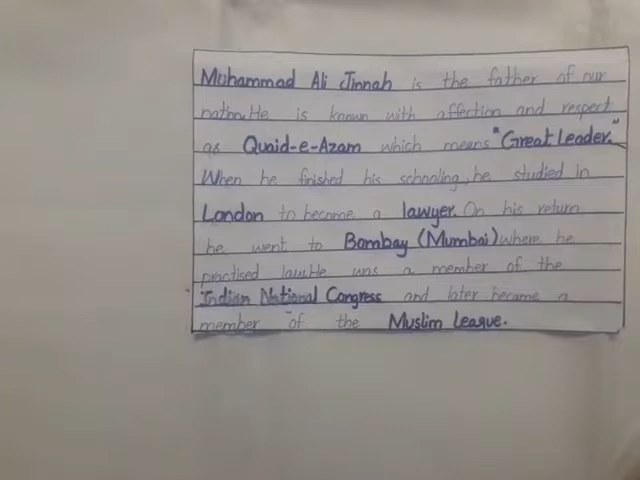 Muhammad Ali Jinnah is the father of our
nation. He is known with affection and respect
as Quaid-e-Azam which means "Great Leader."
When he finished his schooling, he studied in
London to become a lawyer. On his return
he went to Bombay (Mumbai) where he
practised law. He was a member of the
Indian National Congress and later became a
member of the Muslim League.